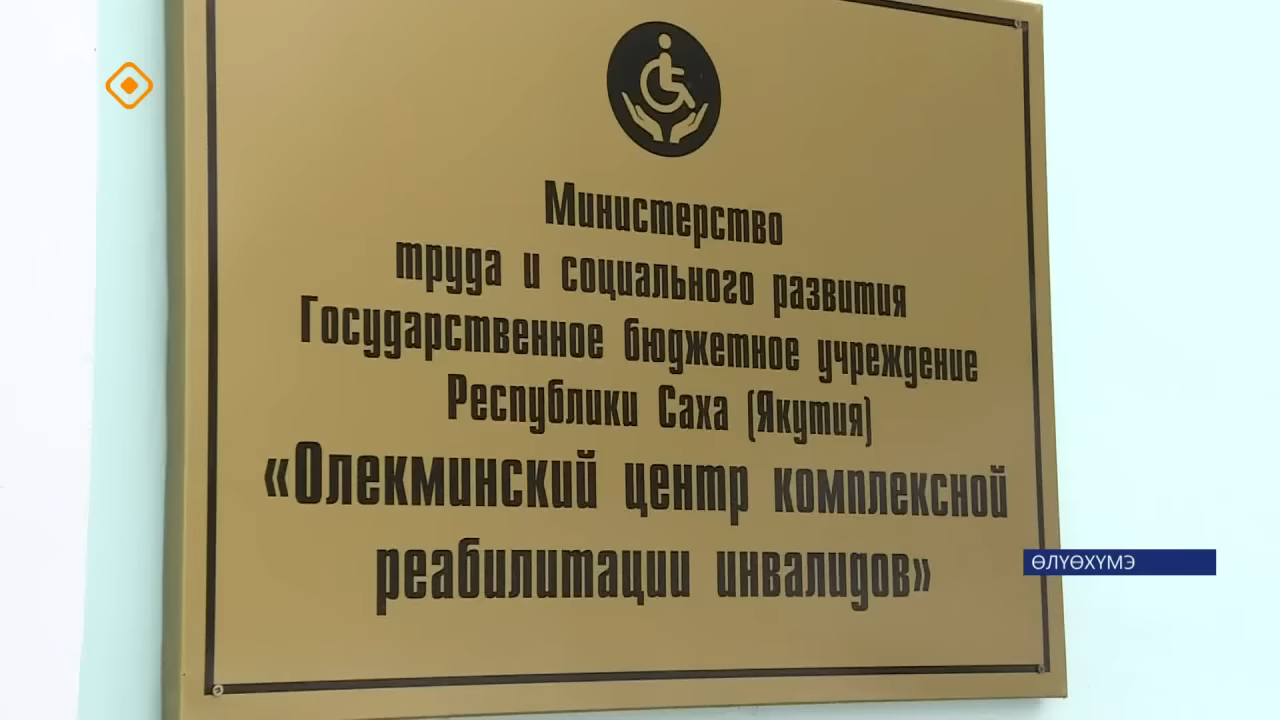 Министерство
труда и социального развития
Государственное бюджетное учреждение
Республики Саха (Якутия)
«Олекминский центр комплексной
реабилитации инвалидов»
ӨЛҮӨХҮМЭ